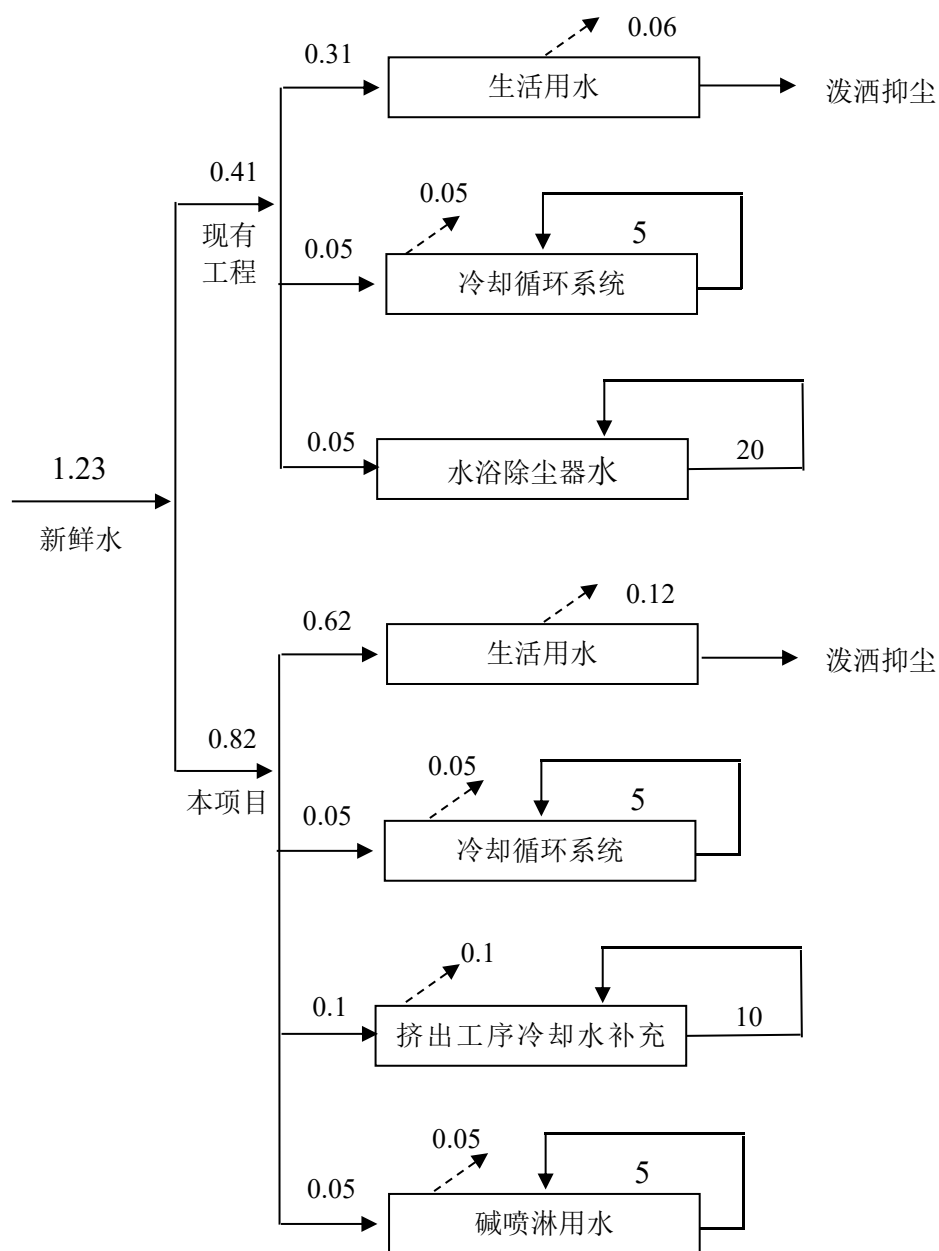 0.06
0.31
生活用水
泼洒抑尘
0.41
现有
工程
0.05
5
0.05
冷却循环系统
0.05
水浴除尘器水
20
1.23
新鲜水
0.12
0.62
生活用水
泼洒抑尘
0.82
本项目
0.05
5
0.05
冷却循环系统
0.1
0.1
挤出工序冷却水补充
10
0.05
5
0.05
碱喷淋用水